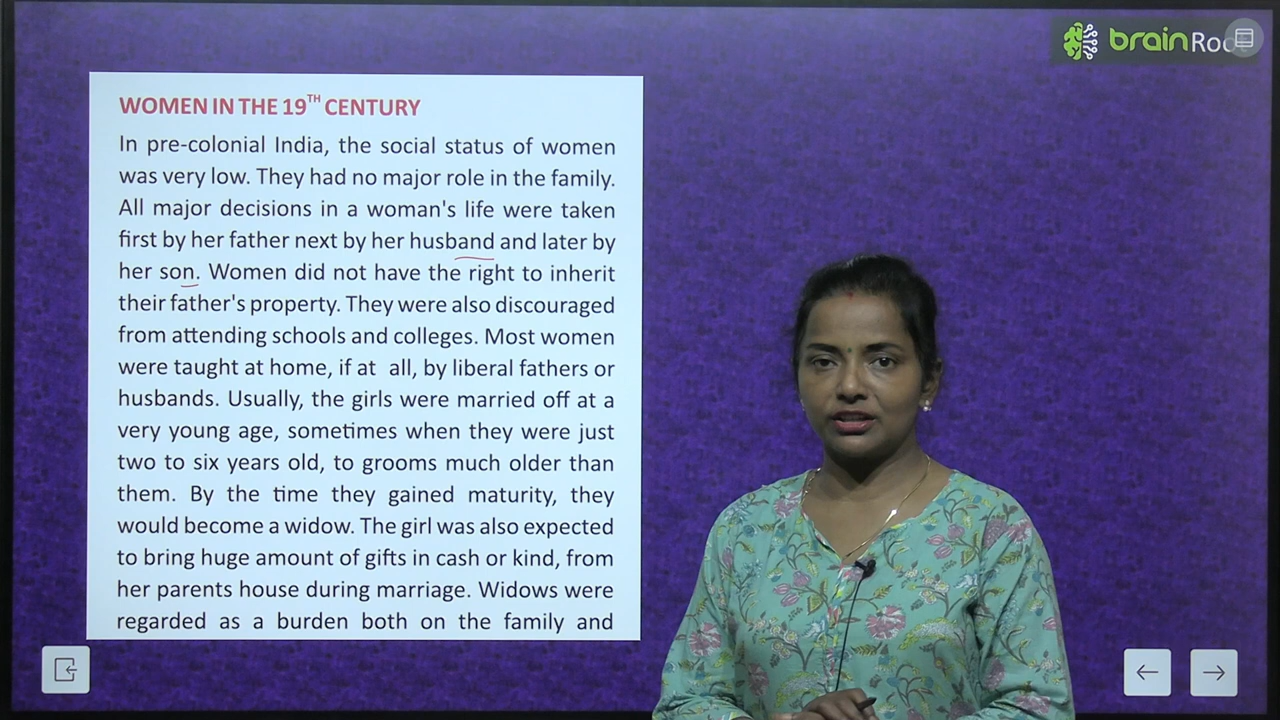 brainRoot
WOMEN IN THE 19TH CENTURY
In pre-colonial India, the social status of women
was very low. They had no major role in the family.
All major decisions in a woman's life were taken
first by her father next by her husband and later by
her son. Women did not have the right to inherit
their father's property. They were also discouraged
from attending schools and colleges. Most women
were taught at home, if at all, by liberal fathers or
husbands. Usually, the girls were married off at a
very young age, sometimes when they were just
two to six years old, to grooms much older than
them. By the time they gained maturity, they
would become a widow. The girl was also expected
to bring huge amount of gifts in cash or kind, from
her parents house during marriage. Widows were
regarded as a burden both on the family and